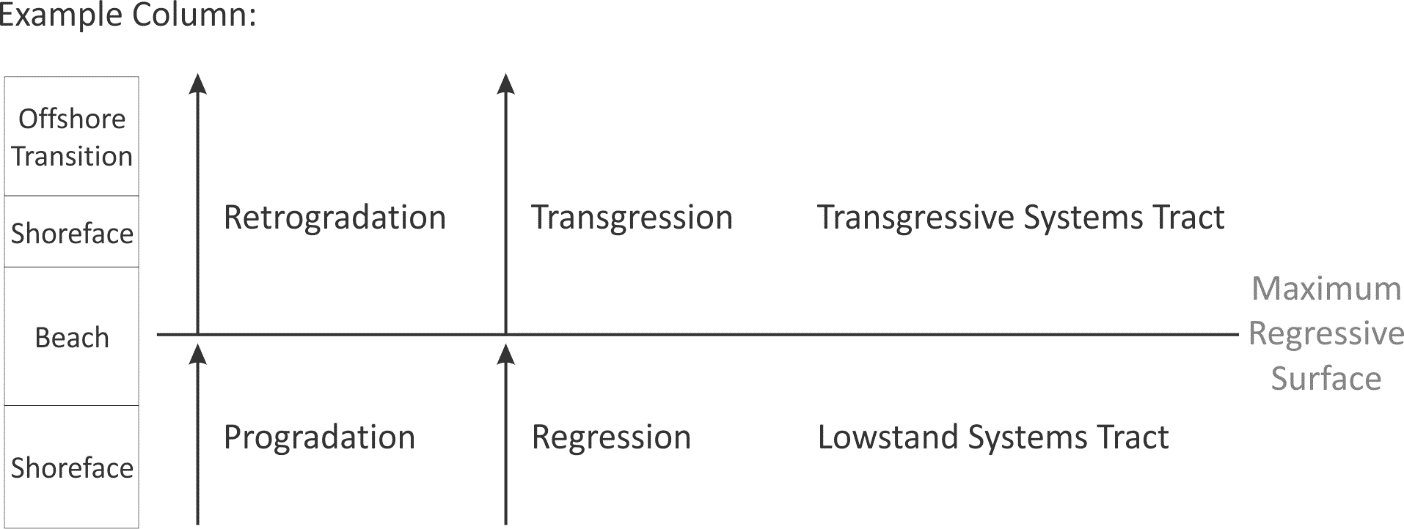 Example Column:
Offshore
Transition
Shoreface
Retrogradation
Transgression
Transgressive Systems Tract
Beach
Maximum
Regressive
Surface
Shoreface
Progradation
Regression
Lowstand Systems Tract